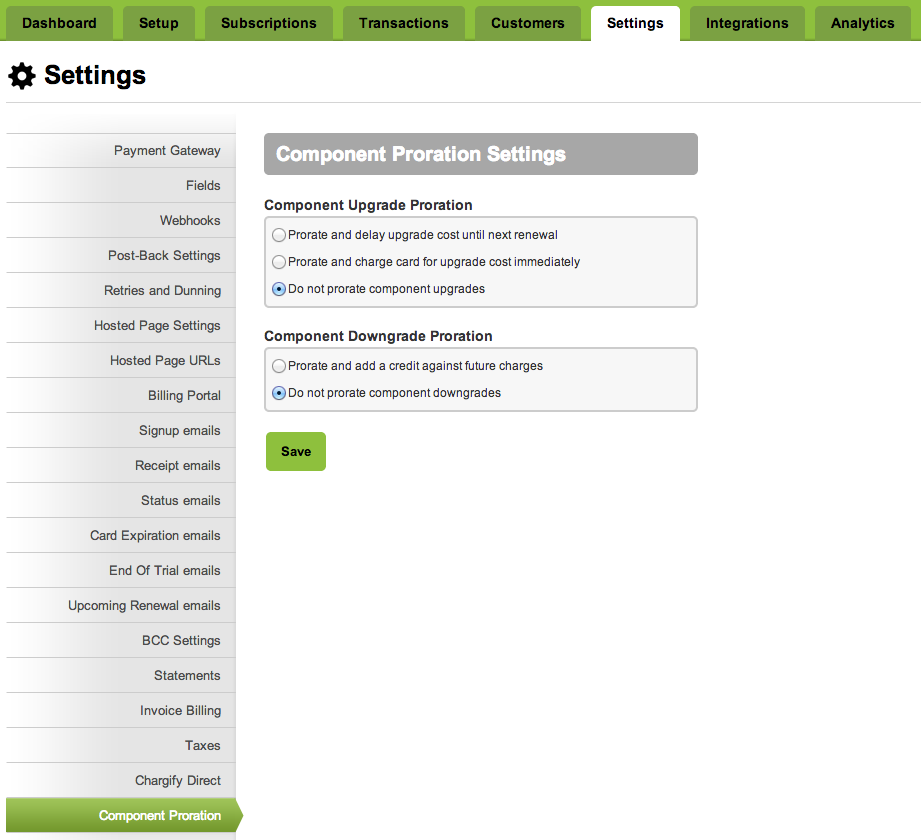 Dashboard Setup Subscriptions Transactions Customers Settings Integrations Analytics
Settings
Payment Gateway
Fields
Webhooks
Post-Back Settings
Retries and Dunning
Hosted Page Settings
Hosted Page URLs
Billing Portal
Signup emails
Receipt emails
Status emails
Card Expiration emails
End Of Trial emails
Upcoming Renewal emails
BCC Settings
Statements
Invoice Billing
Taxes
Chargify Direct
Component Proration
Component Proration Settings
Component Upgrade Proration
Prorate and delay upgrade cost until next renewal
Prorate and charge card for upgrade cost immediately
Do not prorate component upgrades
Component Downgrade Proration
Prorate and add a credit against future charges
Do not prorate component downgrades
Save